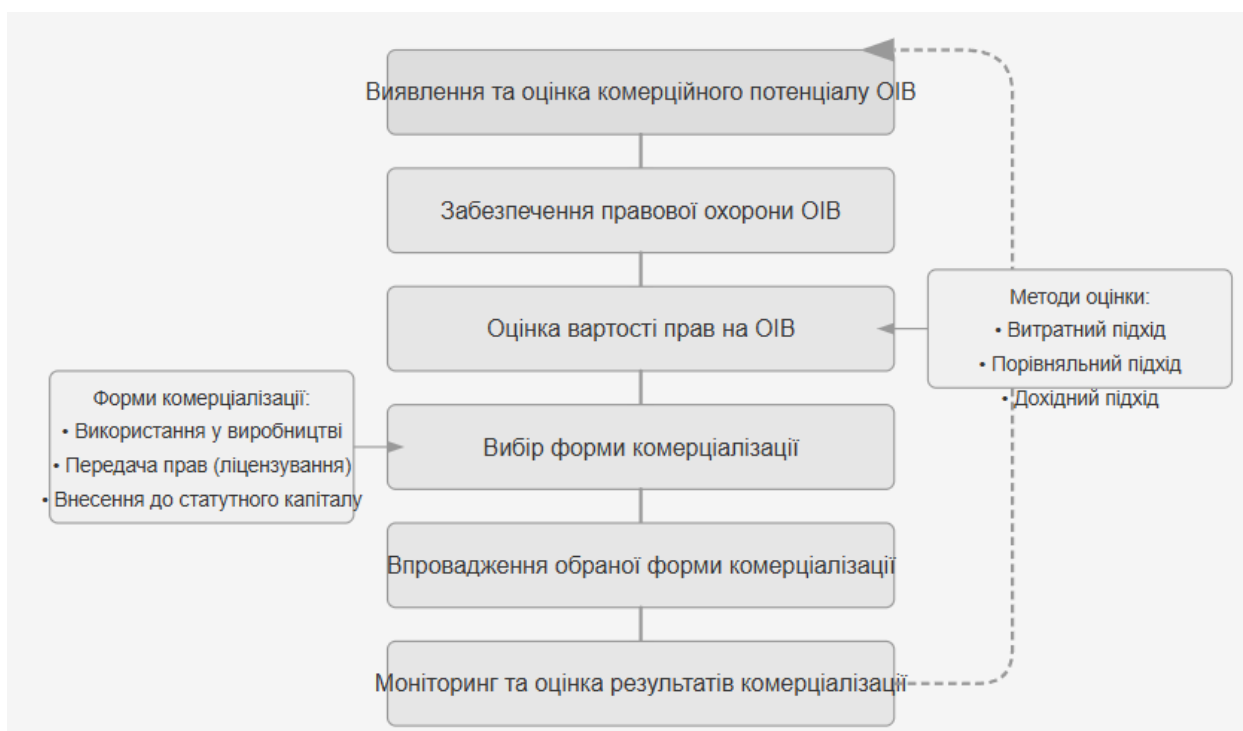 Виявлення та оцінка комерційного потенціалу ОІВ
Забезпечення правової охорони ОІВ
Оцінка вартості прав на ОІВ
Методи оцінки:
• Витратний підхід
• Порівняльний підхід
• Дохідний підхід
Форми комерціалізації:
• Використання у виробництві
• Передача прав (ліцензування)
• Внесення до статутного капіталу
Вибір форми комерціалізації
Впровадження обраної форми комерціалізації
Моніторинг та оцінка результатів комерціалізації